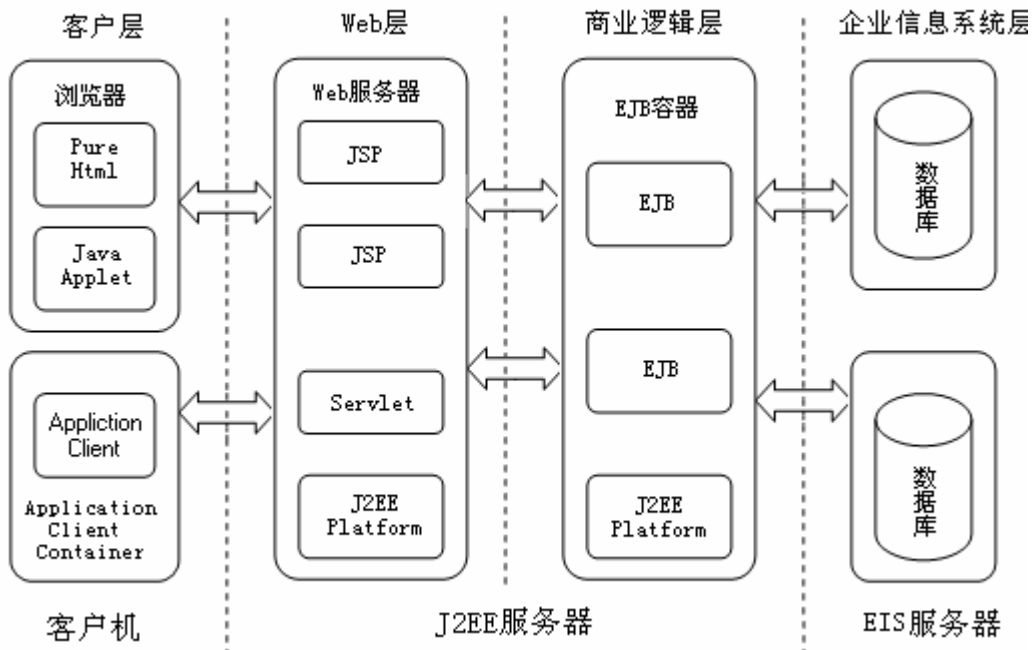 客户层
Web层
商业逻辑层
企业信息系统层
浏览器
Pure
Html
Java
Applet
Appliction
Client
Application
Client
Container
Web服务器
JSP
JSP
Servlet
J2EE
Platform
EJB容器
EJB
EJB
J2EE
Platform
数
据
库
数
据
库
客户机
J2EE服务器
EIS服务器